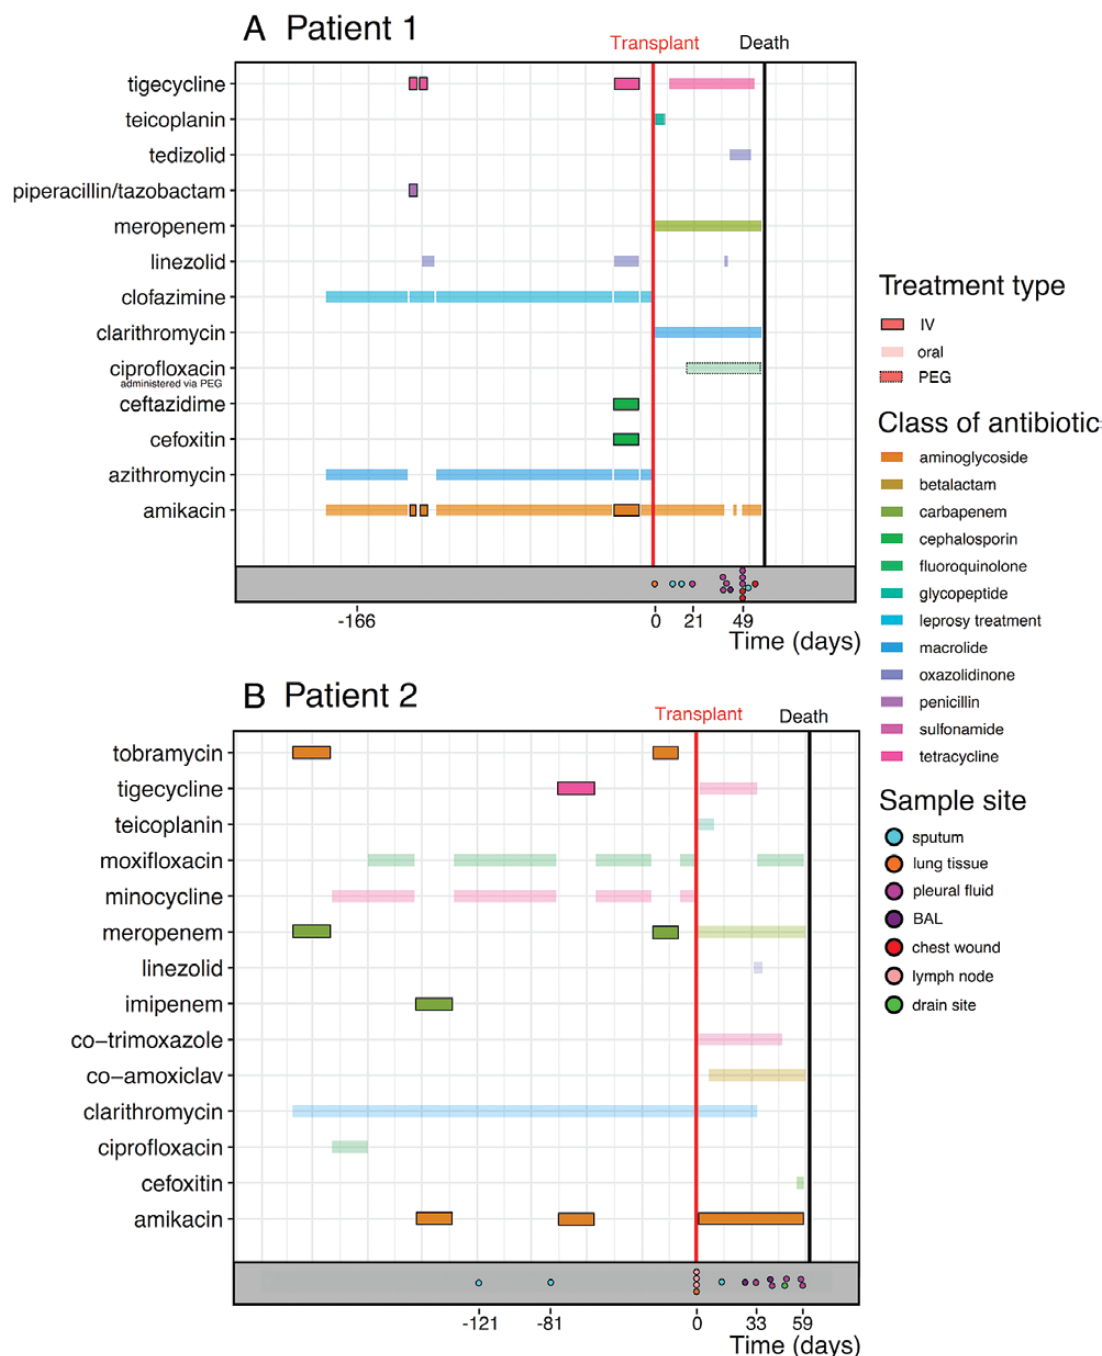 A Patient 1
Transplant
Death
tigecycline
teicoplanin
tedizolid
piperacillin/tazobactam
meropenem
linezolid
clofazimine
clarithromycin
ciprofloxacin
administered via PEG
ceftazidime
cefoxitin
azithromycin
amikacin
-166
0
21
49
Time (days)
B Patient 2
Transplant
Death
tobramycin
tigecycline
teicoplanin
moxifloxacin
minocycline
meropenem
linezolid
imipenem
co−trimoxazole
co−amoxiclav
clarithromycin
ciprofloxacin
cefoxitin
amikacin
-121
-81
0
33
59
Time (days)
Treatment type
IV
oral
PEG
Class of antibiotic
aminoglycoside
betalactam
carbapenem
cephalosporin
fluoroquinolone
glycopeptide
leprosy treatment
macrolide
oxazolidinone
penicillin
sulfonamide
tetracycline
Sample site
sputum
lung tissue
pleural fluid
BAL
chest wound
lymph node
drain site